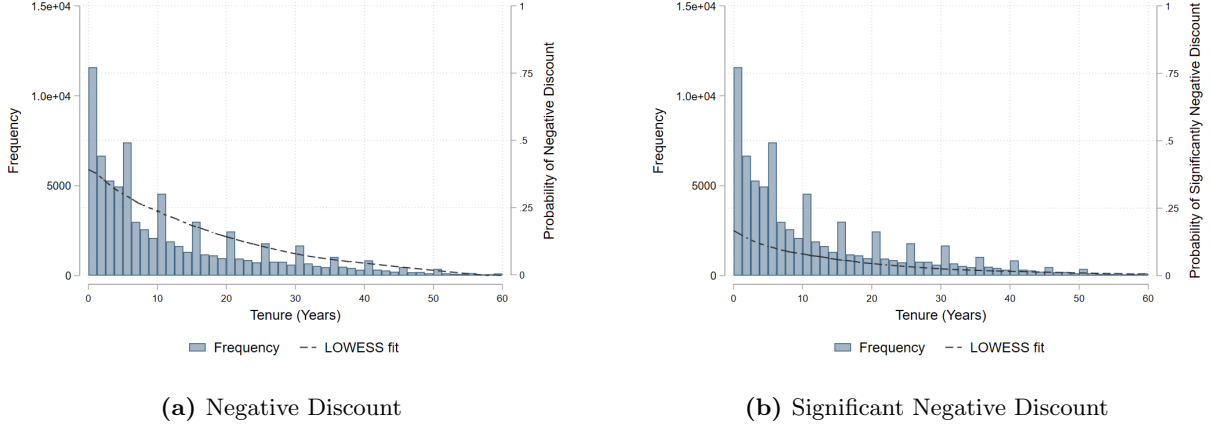 1.5e+04
1.0e+04
5000
0
Frequency
1
.75
.5
.25
0
Probability of Negative Discount
0 10 20 30 40 50 60
Tenure (Years)
Frequency LOWESS fit
(a) Negative Discount
1.5e+04
1.0e+04
5000
0
Frequency
1
.75
.5
.25
0
Probability of Significantly Negative Discount
0 10 20 30 40 50 60
Tenure (Years)
Frequency LOWESS fit
(b) Significant Negative Discount